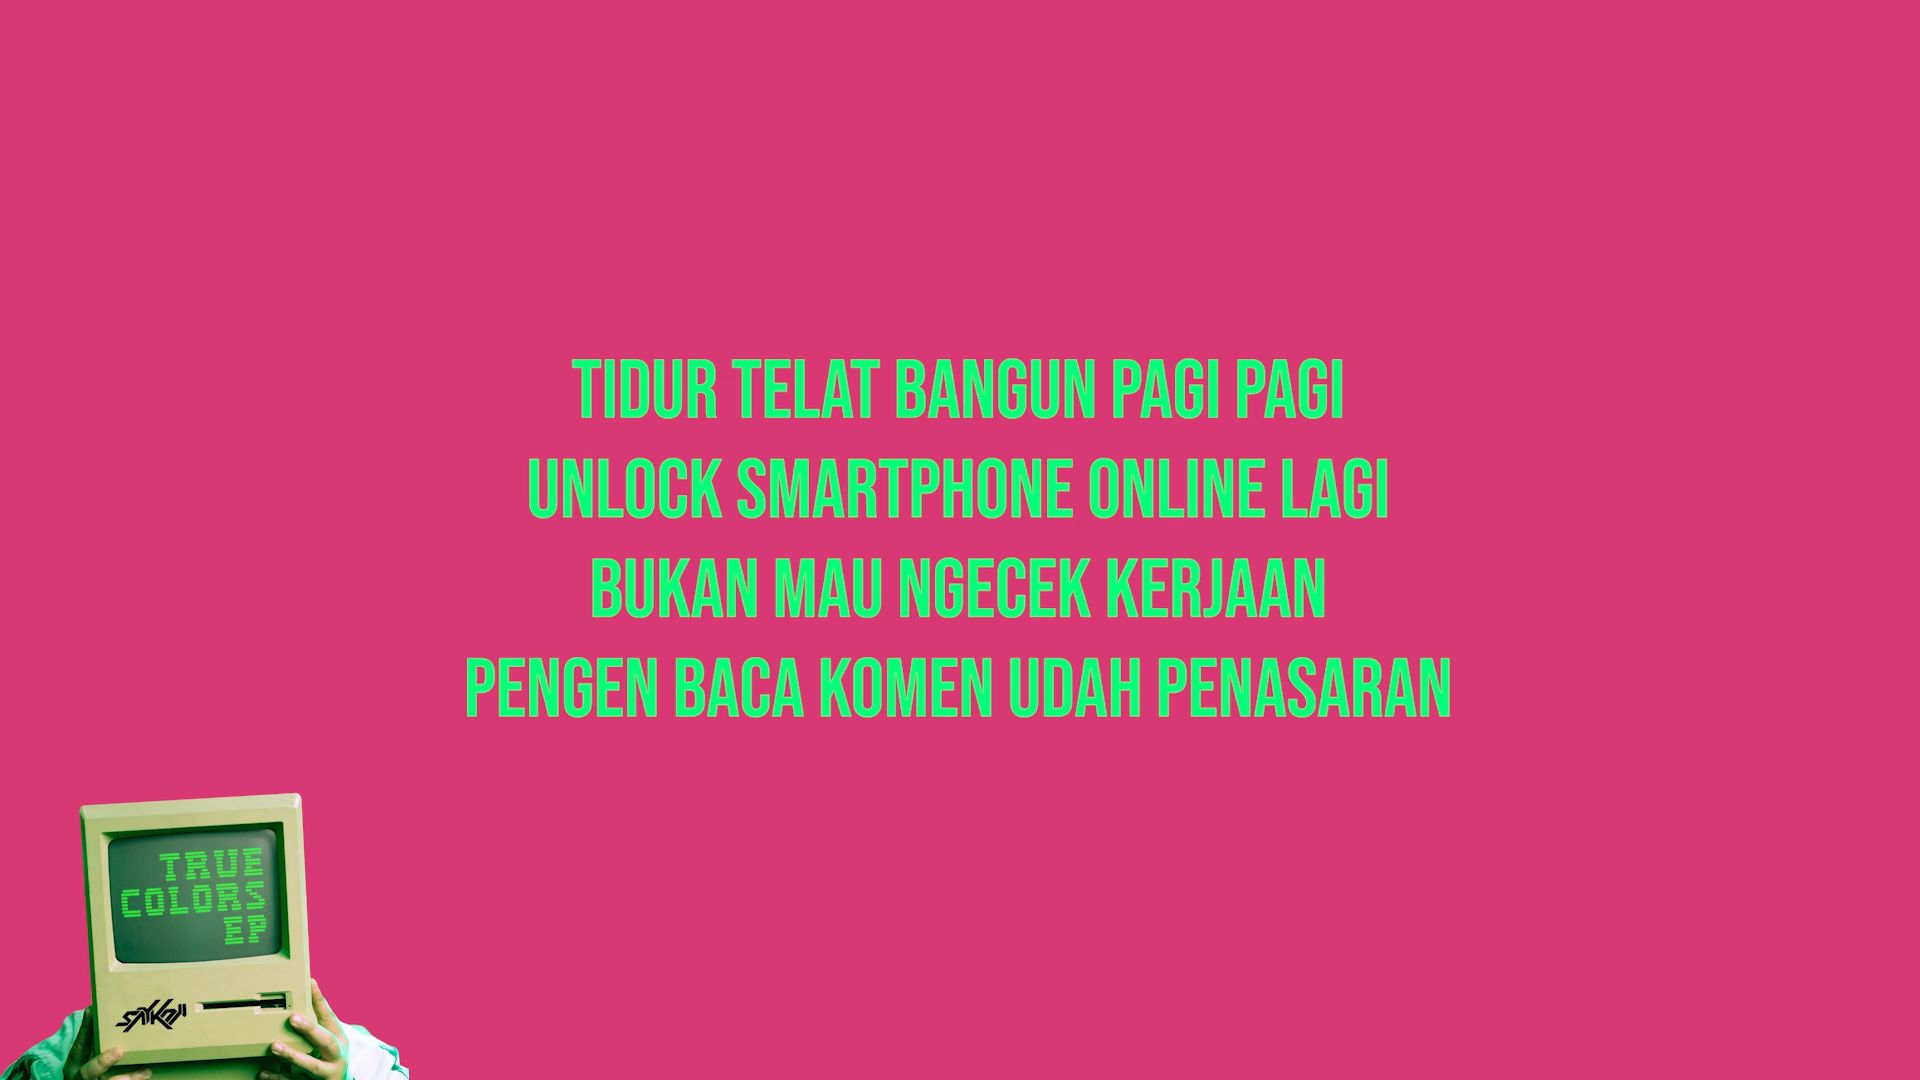 TIDUR TELAT BANGUN PAGI PAGI
UNLOCK SMARTPHONE ONLINE LAGI
BUKAN MAU NGECEK KERJAAN
PENGEN BACA KOMEN UDAH PENASARAN
TRUE
COLORS
EP
SAYKOJI